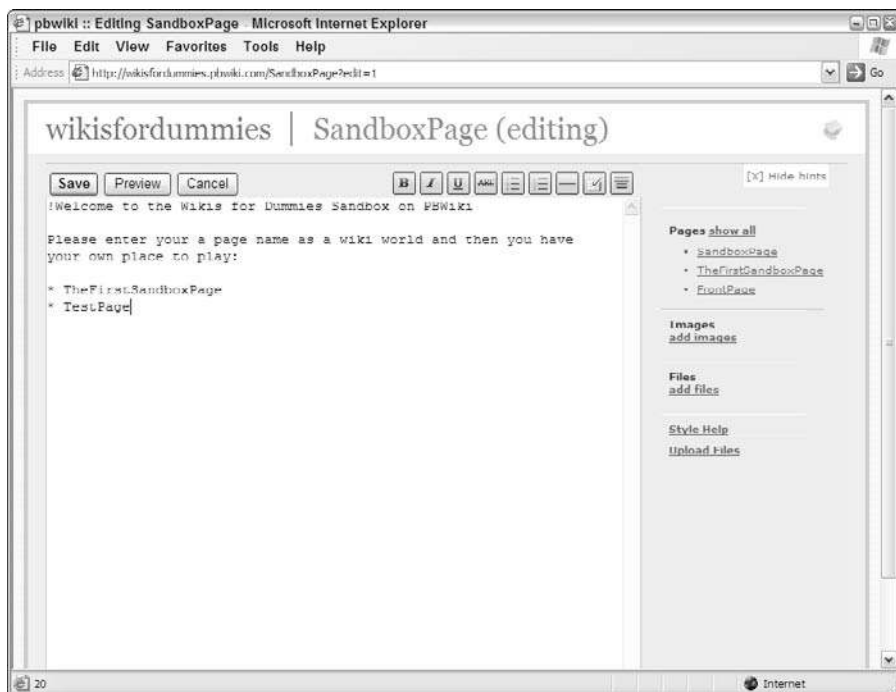 pbwiki :: Editing SandboxPage - Microsoft Internet Explorer
File Edit View Favorites Tools Help
Address http://wikisfordummies.pbwiki.com/SandboxPage?edit=1 Go
wikisfordummies | SandboxPage (editing)
Save Preview Cancel B I U ABC
[X] Hide hints
!Welcome to the Wikis for Dummies Sandbox on PBWiki
Please enter your a page name as a wiki world and then you have
your own place to play:
* TheFirstSandboxPage
* TestPage
Pages show all
• SandboxPage
• TheFirstSandboxPage
• FrontPage
Images
add images
Files
add files
Style Help
Upload Files
20 Internet